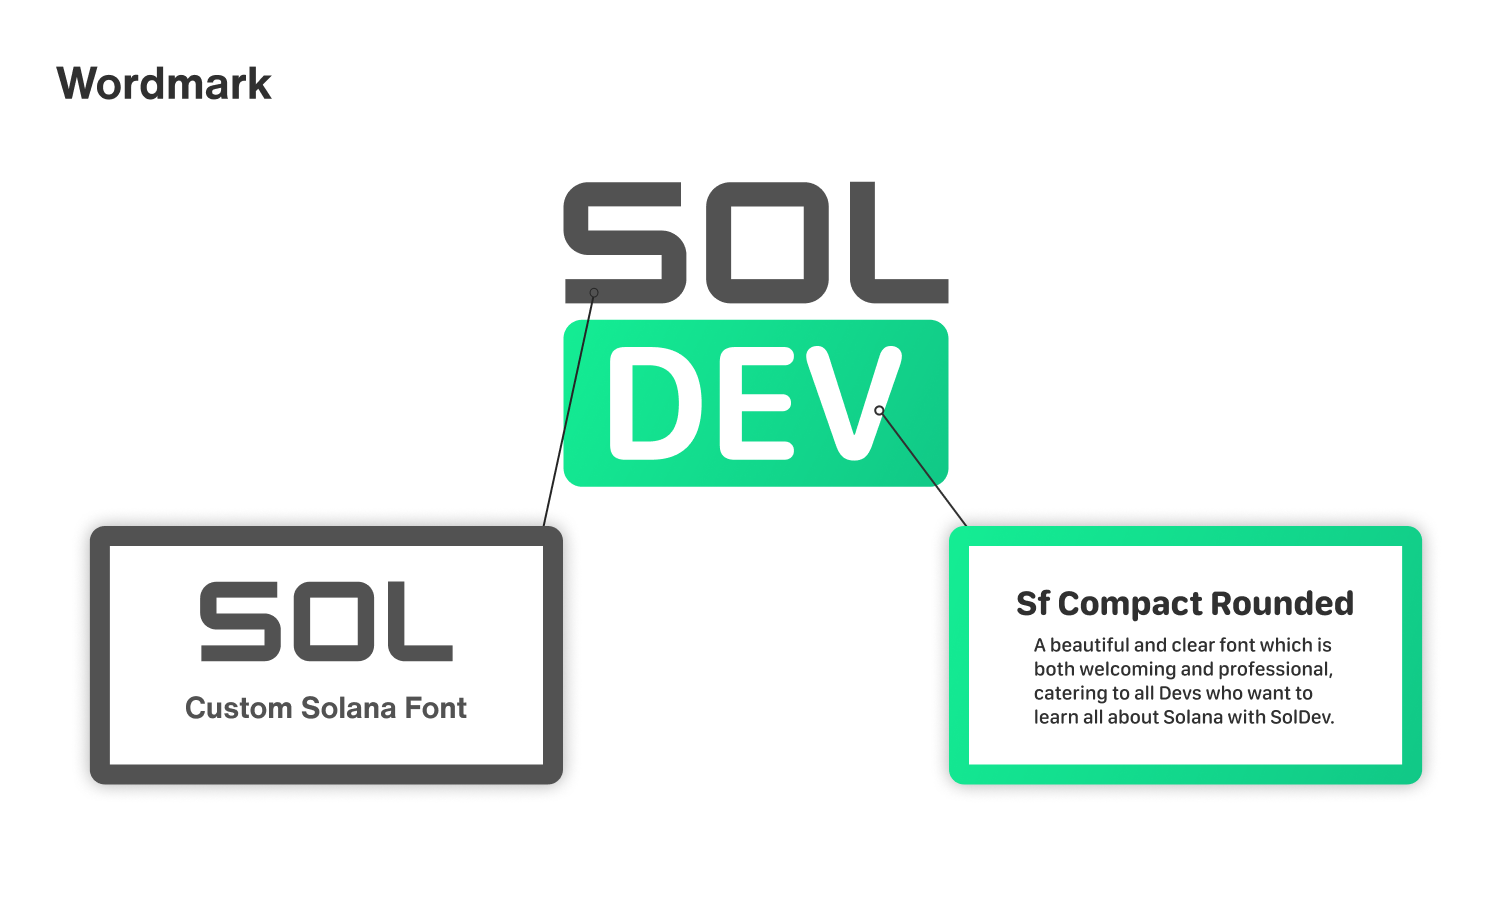 Wordmark
SOL
DEV
SOL
Custom Solana Font
Sf Compact Rounded
A beautiful and clear font which is
both welcoming and professional,
catering to all Devs who want to
learn all about Solana with SolDev.